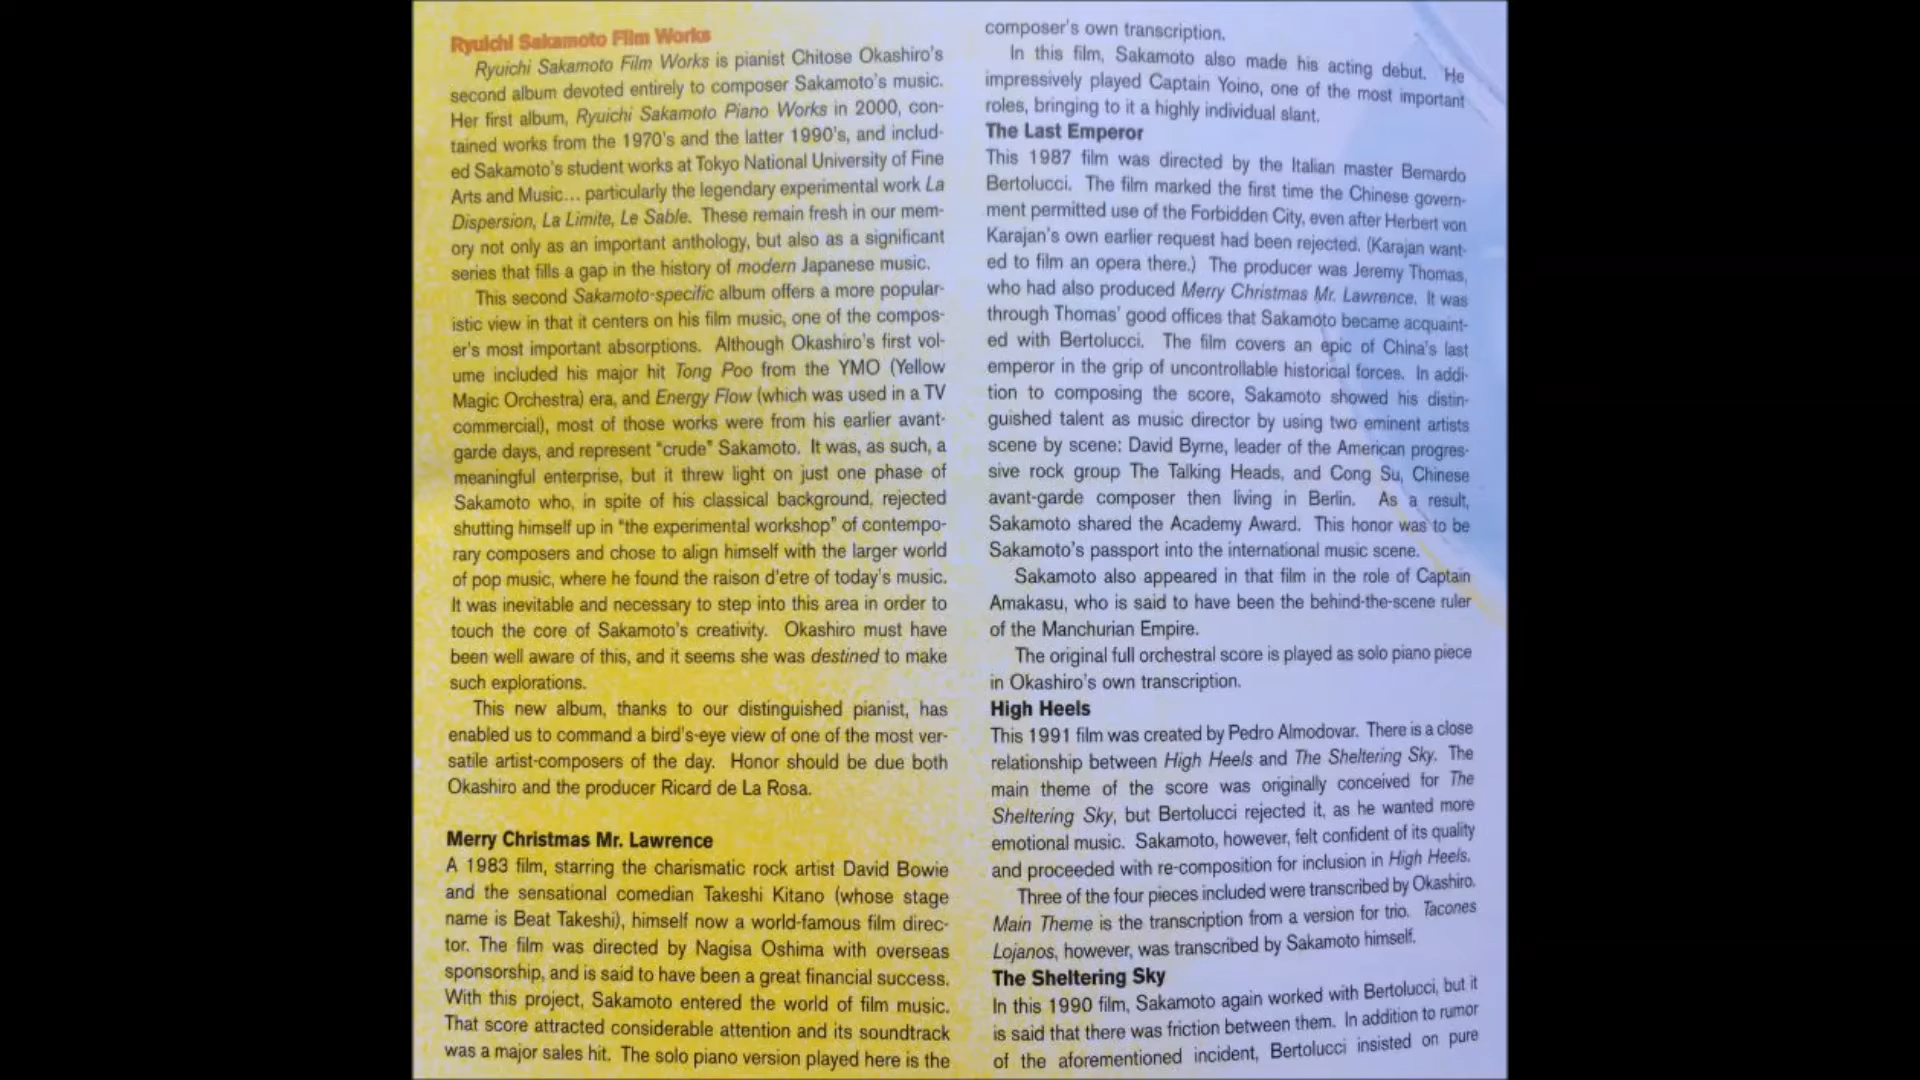 Ryuichi Sakamoto Film Works
Ryuichi Sakamoto Film Works is pianist Chitose Okashiro's
second album devoted entirely to composer Sakamoto's music.
Her first album, Ryuichi Sakamoto Piano Works in 2000, con-
tained works from the 1970's and the latter 1990's, and includ-
ed Sakamoto's student works at Tokyo National University of Fine
Arts and Music... particularly the legendary experimental work La
Dispersion, La Limite, Le Sable. These remain fresh in our mem-
ory not only as an important anthology, but also as a significant
series that fills a gap in the history of modern Japanese music.
This second Sakamoto-specific album offers a more popular-
istic view in that it centers on his film music, one of the compos-
er's most important absorptions. Although Okashiro's first vol-
ume included his major hit Tong Poo from the YMO (Yellow
Magic Orchestra) era, and Energy Flow (which was used in a TV
commercial), most of those works were from his earlier avant-
garde days, and represent "crude" Sakamoto. It was, as such, a
meaningful enterprise, but it threw light on just one phase of
Sakamoto who, in spite of his classical background, rejected
shutting himself up in "the experimental workshop" of contempo-
rary composers and chose to align himself with the larger world
of pop music, where he found the raison d'etre of today's music.
It was inevitable and necessary to step into this area in order to
touch the core of Sakamoto's creativity. Okashiro must have
been well aware of this, and it seems she was destined to make
such explorations.
This new album, thanks to our distinguished pianist, has
enabled us to command a bird's-eye view of one of the most ver-
satile artist-composers of the day. Honor should be due both
Okashiro and the producer Ricard de La Rosa.
Merry Christmas Mr. Lawrence
A 1983 film, starring the charismatic rock artist David Bowie
and the sensational comedian Takeshi Kitano (whose stage
name is Beat Takeshi), himself now a world-famous film direc-
tor. The film was directed by Nagisa Oshima with overseas
sponsorship, and is said to have been a great financial success.
With this project, Sakamoto entered the world of film music.
That score attracted considerable attention and its soundtrack
was a major sales hit. The solo piano version played here is the
composer's own transcription.
In this film, Sakamoto also made his acting debut. He
impressively played Captain Yoino, one of the most important
roles, bringing to it a highly individual slant.
The Last Emperor
This 1987 film was directed by the Italian master Bernardo
Bertolucci. The film marked the first time the Chinese govern-
ment permitted use of the Forbidden City, even after Herbert von
Karajan's own earlier request had been rejected. (Karajan want-
ed to film an opera there.) The producer was Jeremy Thomas,
who had also produced Merry Christmas Mr. Lawrence. It was
through Thomas' good offices that Sakamoto became acquaint-
ed with Bertolucci. The film covers an epic of China's last
emperor in the grip of uncontrollable historical forces. In addi-
tion to composing the score, Sakamoto showed his distin-
guished talent as music director by using two eminent artists
scene by scene: David Byrne, leader of the American progres-
sive rock group The Talking Heads, and Cong Su, Chinese
avant-garde composer then living in Berlin. As a result,
Sakamoto shared the Academy Award. This honor was to be
Sakamoto's passport into the international music scene.
Sakamoto also appeared in that film in the role of Captain
Amakasu, who is said to have been the behind-the-scene ruler
of the Manchurian Empire.
The original full orchestral score is played as solo piano piece
in Okashiro's own transcription.
High Heels
This 1991 film was created by Pedro Almodovar. There is a close
relationship between High Heels and The Sheltering Sky. The
main theme of the score was originally conceived for The
Sheltering Sky, but Bertolucci rejected it, as he wanted more
emotional music. Sakamoto, however, felt confident of its quality
and proceeded with re-composition for inclusion in High Heels.
Three of the four pieces included were transcribed by Okashiro.
Main Theme is the transcription from a version for trio. Tacones
Lojanos, however, was transcribed by Sakamoto himself.
The Sheltering Sky
In this 1990 film, Sakamoto again worked with Bertolucci, but it
is said that there was friction between them. In addition to rumor
of the aforementioned incident, Bertolucci insisted on pure